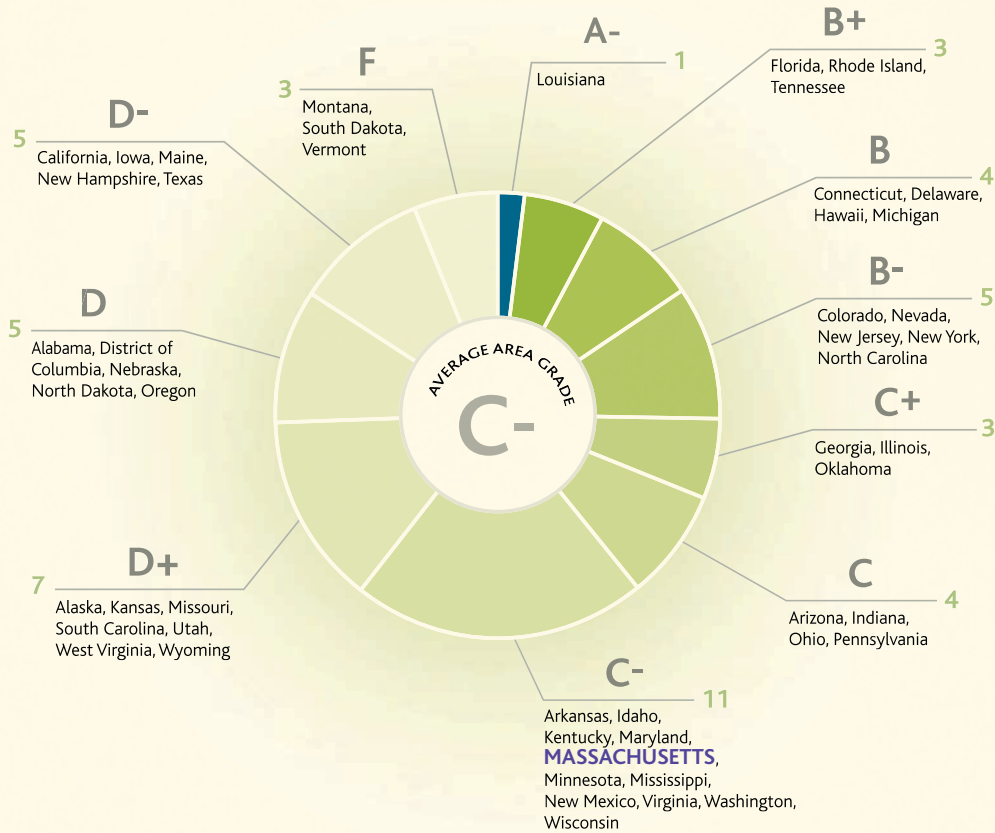 A-
1
Louisiana
B+
3
Florida, Rhode Island,
Tennessee
B
4
Connecticut, Delaware,
Hawaii, Michigan
B-
5
Colorado, Nevada,
New Jersey, New York,
North Carolina
C+
3
Georgia, Illinois,
Oklahoma
C
4
Arizona, Indiana,
Ohio, Pennsylvania
C-
11
Arkansas, Idaho,
Kentucky, Maryland,
MASSACHUSETTS,
Minnesota, Mississippi,
New Mexico, Virginia, Washington,
Wisconsin
D+
7
Alaska, Kansas, Missouri,
South Carolina, Utah,
West Virginia, Wyoming
D
5
Alabama, District of
Columbia, Nebraska,
North Dakota, Oregon
D-
5
California, Iowa, Maine,
New Hampshire, Texas
F
3
Montana,
South Dakota,
Vermont
AVERAGE AREA GRADE
C-